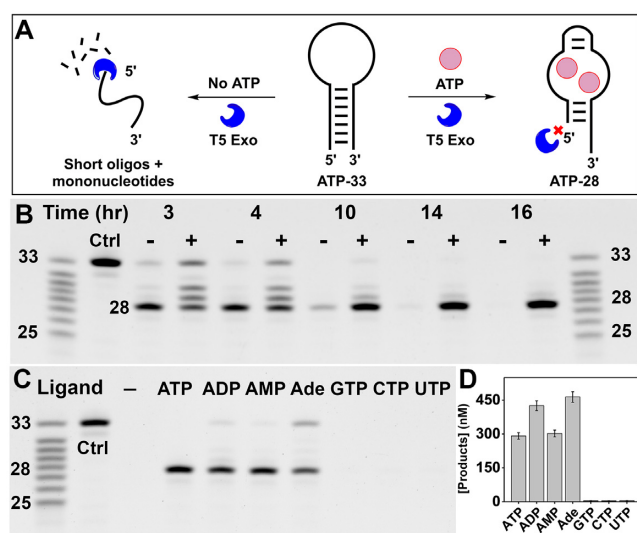 A
No ATP
T5 Exo
ATP
T5 Exo
5'
3'
Short oligos +
mononucleotides
5' 3'
ATP-33
5'
3'
ATP-28
B Time (hr) 3 4 10 14 16
Ctrl - + - + - + - + - +
33 33
28 28
25 25
C Ligand – ATP ADP AMP Ade GTP CTP UTP
33
Ctrl
28
25
D
[Products] (nM)
450
300
150
0
ATP ADP AMP Ade GTP CTP UTP